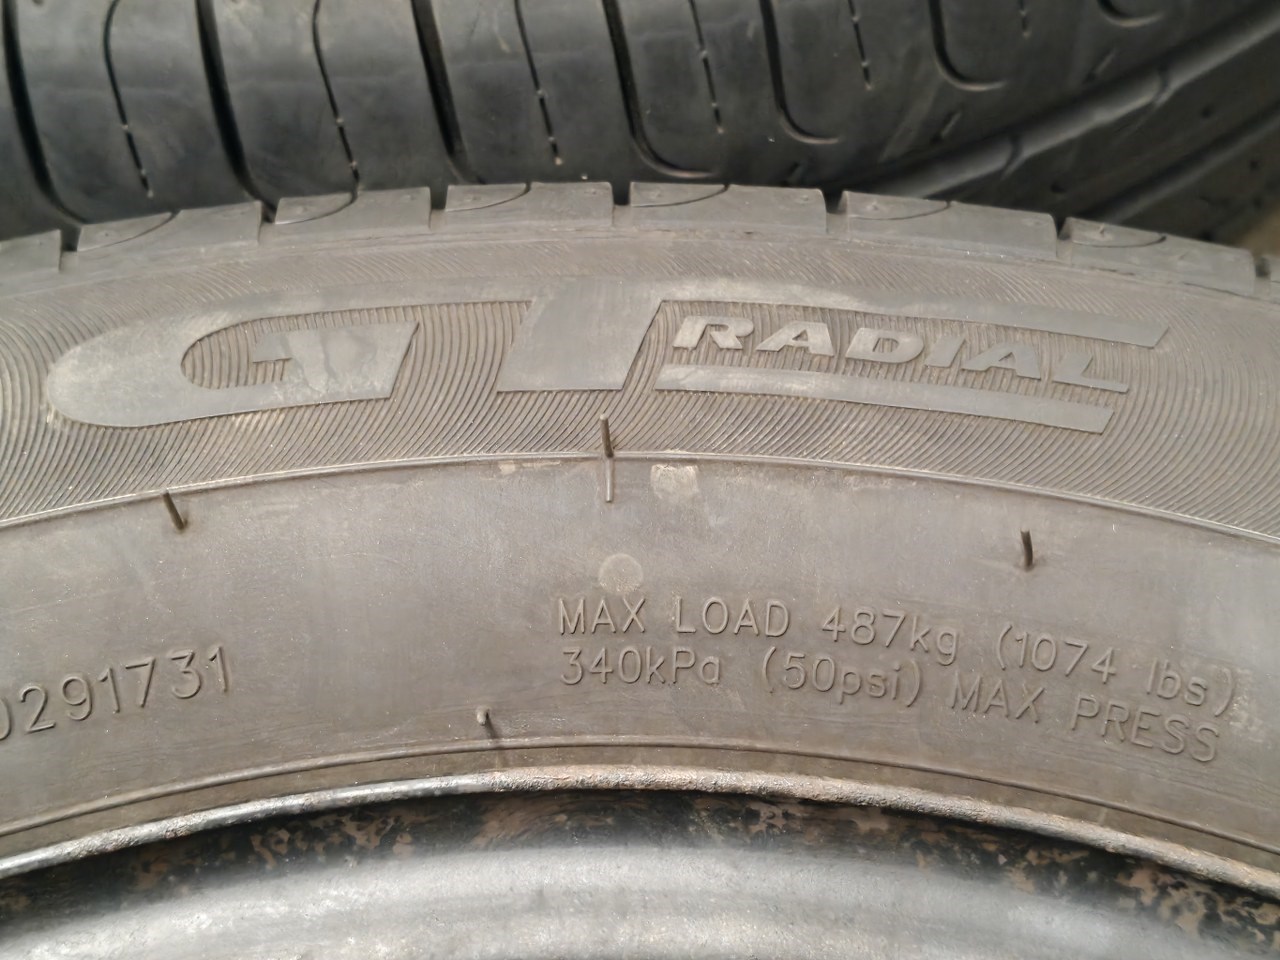 GT RADIAL
MAX LOAD 487kg (1074 lbs)
340kPa (50psi) MAX PRESS
0291731